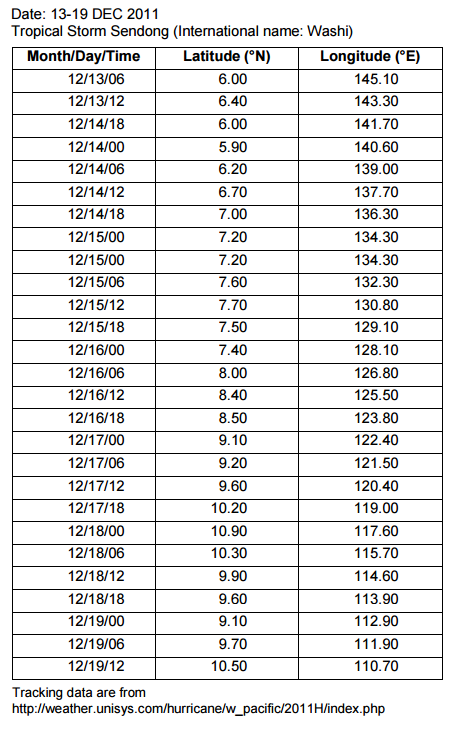 Date: 13-19 DEC 2011
Tropical Storm Sendong (International name: Washi)
Month/Day/Time Latitude (°N) Longitude (°E)
12/13/06 6.00 145.10
12/13/12 6.40 143.30
12/14/18 6.00 141.70
12/14/00 5.90 140.60
12/14/06 6.20 139.00
12/14/12 6.70 137.70
12/14/18 7.00 136.30
12/15/00 7.20 134.30
12/15/00 7.20 134.30
12/15/06 7.60 132.30
12/15/12 7.70 130.80
12/15/18 7.50 129.10
12/16/00 7.40 128.10
12/16/06 8.00 126.80
12/16/12 8.40 125.50
12/16/18 8.50 123.80
12/17/00 9.10 122.40
12/17/06 9.20 121.50
12/17/12 9.60 120.40
12/17/18 10.20 119.00
12/18/00 10.90 117.60
12/18/06 10.30 115.70
12/18/12 9.90 114.60
12/18/18 9.60 113.90
12/19/00 9.10 112.90
12/19/06 9.70 111.90
12/19/12 10.50 110.70
Tracking data are from
http://weather.unisys.com/hurricane/w_pacific/2011H/index.php